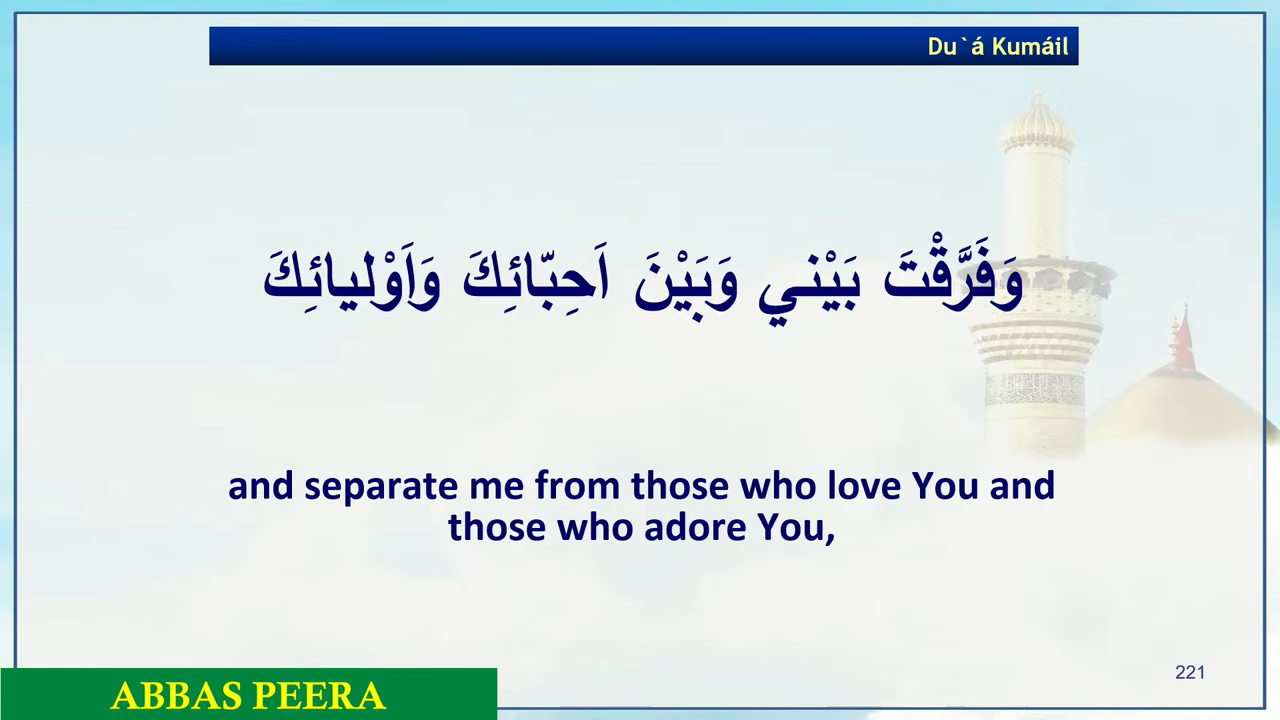 Du`á Kumáil
وَفَرَّقْتَ بَيْني وَبَيْنَ اَحِبّائِكَ وَاَوْليائِكَ
and separate me from those who love You and
those who adore You,
221
ABBAS PEERA